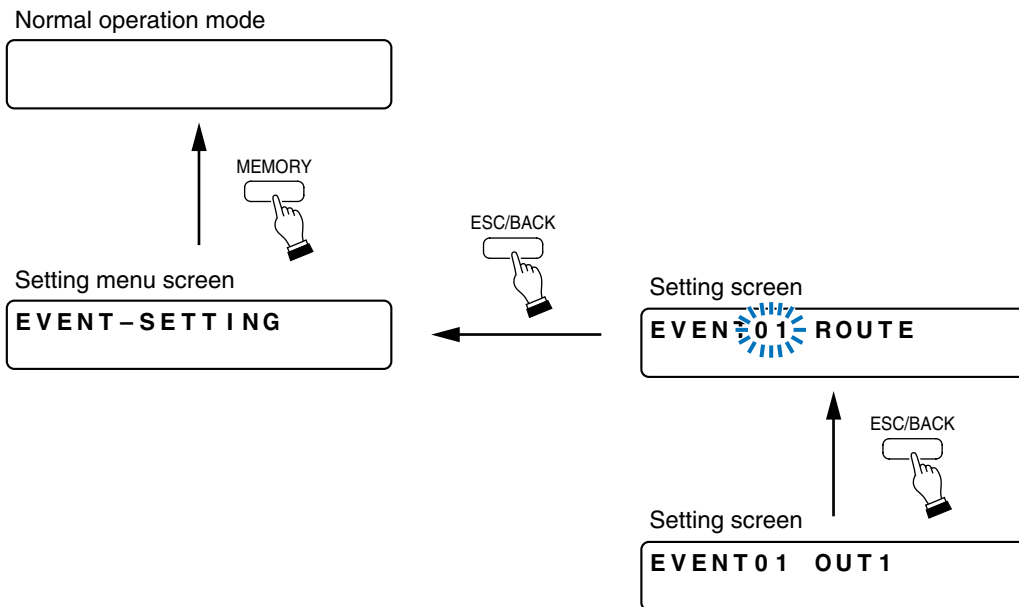 Normal operation mode
MEMORY
ESC/BACK
Setting menu screen
EVENT–SETTING
Setting screen
EVENT01 ROUTE
ESC/BACK
Setting screen
EVENT01 OUT1